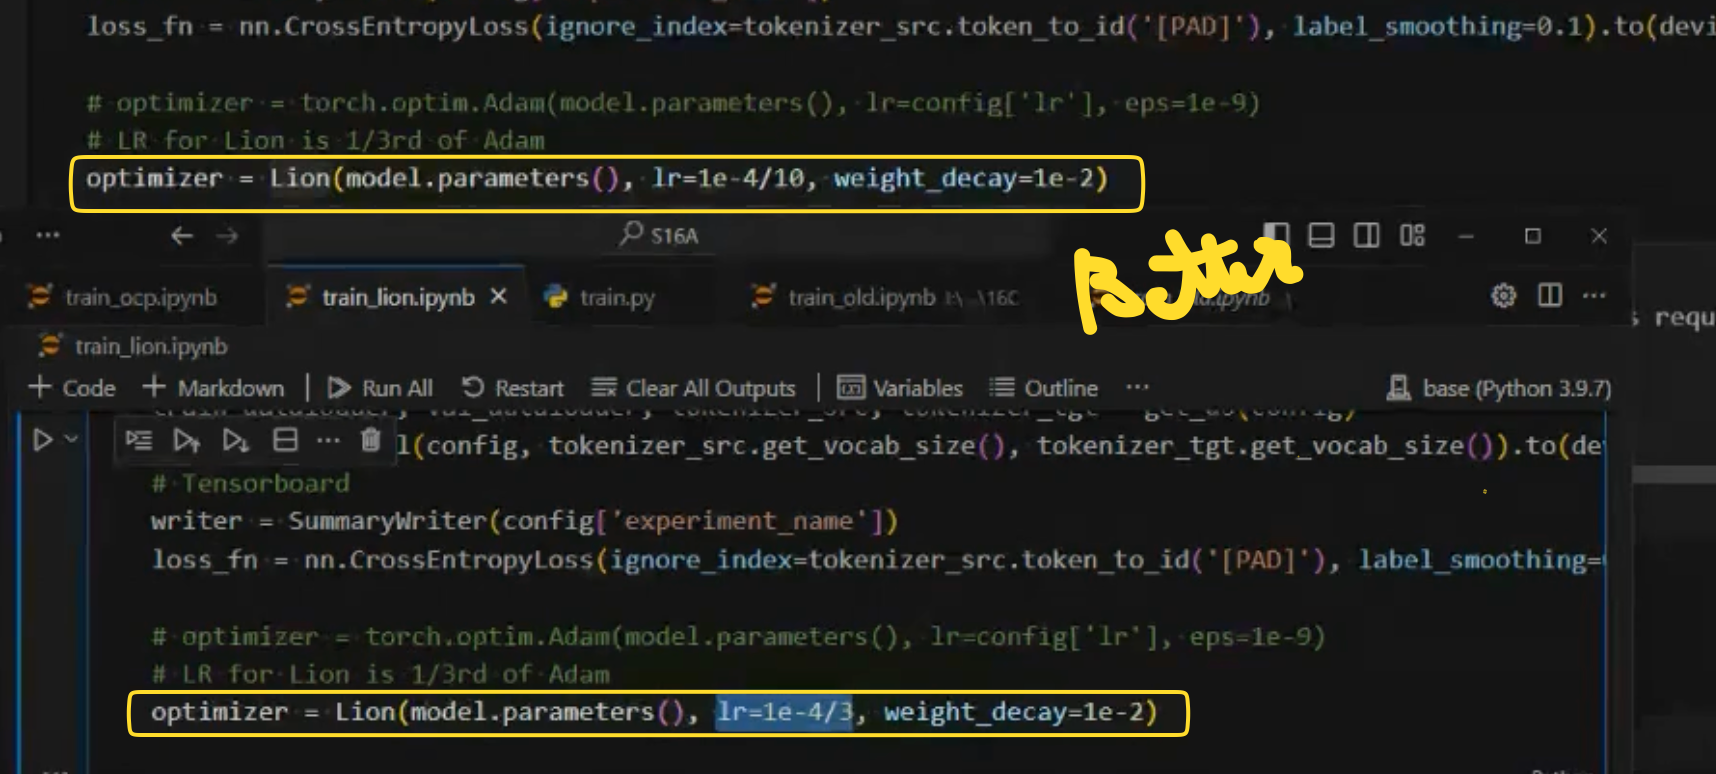 loss_fn = nn.CrossEntropyLoss(ignore_index=tokenizer_src.token_to_id('[PAD]'), label_smoothing=0.1).to(devi
# optimizer = torch.optim.Adam(model.parameters(), lr=config['lr'], eps=1e-9)
# LR for Lion is 1/3rd of Adam
optimizer = Lion(model.parameters(), lr=1e-4/10, weight_decay=1e-2)
Better
S16A
train_ocp.ipynb train_lion.ipynb train.py train_old.ipynb I:\...\16C
s requ
train_lion.ipynb
+ Code + Markdown Run All Restart Clear All Outputs Variables Outline ... base (Python 3.9.7)
l(config, tokenizer_src.get_vocab_size(), tokenizer_tgt.get_vocab_size()).to(de
# Tensorboard
writer = SummaryWriter(config['experiment_name'])
loss_fn = nn.CrossEntropyLoss(ignore_index=tokenizer_src.token_to_id('[PAD]'), label_smoothing=
# optimizer = torch.optim.Adam(model.parameters(), lr=config['lr'], eps=1e-9)
# LR for Lion is 1/3rd of Adam
optimizer = Lion(model.parameters(), lr=1e-4/3, weight_decay=1e-2)